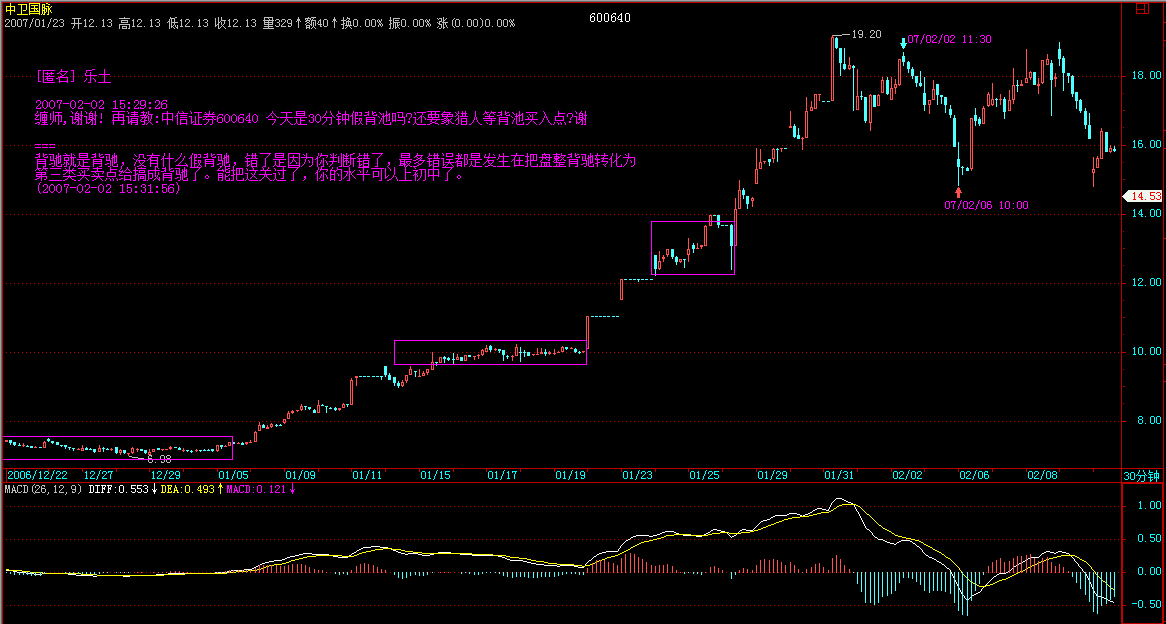 中卫国脉
2007/01/23 开12.13 高12.13 低12.13 收12.13 量329↑额40↑换0.00% 振0.00% 涨(0.00)0.00%
600640
19.20
07/02/02 11:30
18.00
[匿名] 乐土
2007-02-02 15:29:26
缠师,谢谢! 再请教:中信证券600640 今天是30分钟假背池吗?还要象猎人等背池买入点?谢
===
背驰就是背驰，没有什么假背驰，错了是因为你判断错了，最多错误都是发生在把盘整背驰转化为
第三类买卖点给搞成背驰了。能把这关过了，你的水平可以上初中了。
(2007-02-02 15:31:56)
16.00
14.53
07/02/06 10:00
14.00
12.00
10.00
8.00
6.98
2006/12/22 12/27 12/29 01/05 01/09 01/11 01/15 01/17 01/19 01/23 01/25 01/29 01/31 02/02 02/06 02/08 30分钟
MACD(26,12,9) DIFF:0.553↓DEA:0.493↑MACD:0.121↓
1.00
0.50
0.00
-0.50